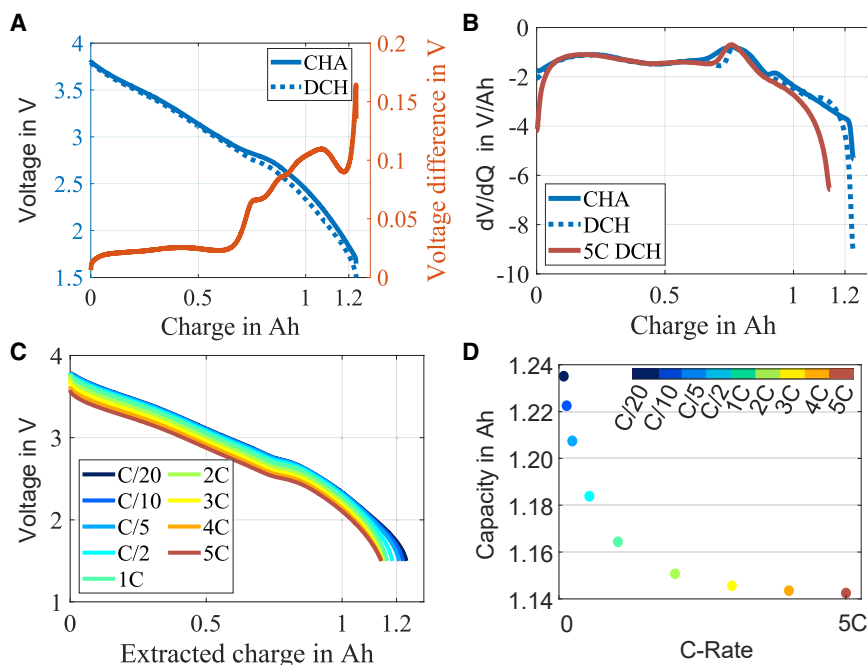 A
4
3.5
3
2.5
2
1.5
Voltage in V
0
0.5
1
1.2
Charge in Ah
0.2
0.15
0.1
0.05
0
Voltage difference in V
CHA
DCH
B
0
-2
-4
-6
-8
-10
dV/dQ in V/Ah
0
0.5
1
1.2
Charge in Ah
CHA
DCH
5C DCH
C
4
3
2
1
Voltage in V
0
0.5
1
1.2
Extracted charge in Ah
C/20
C/10
C/5
C/2
1C
2C
3C
4C
5C
D
1.24
1.22
1.20
1.18
1.16
1.14
Capacity in Ah
C/20
C/10
C/5
C/2
1C
2C
3C
4C
5C
0
5C
C-Rate